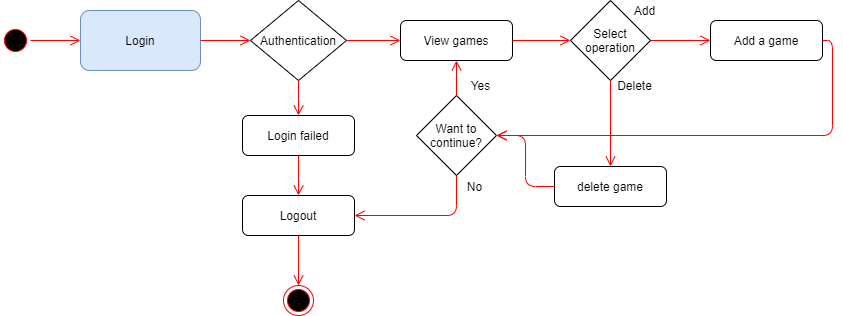 Add
Login
Authentication
View games
Select
operation
Add a game
Yes
Delete
Login failed
Want to
continue?
No
delete game
Logout